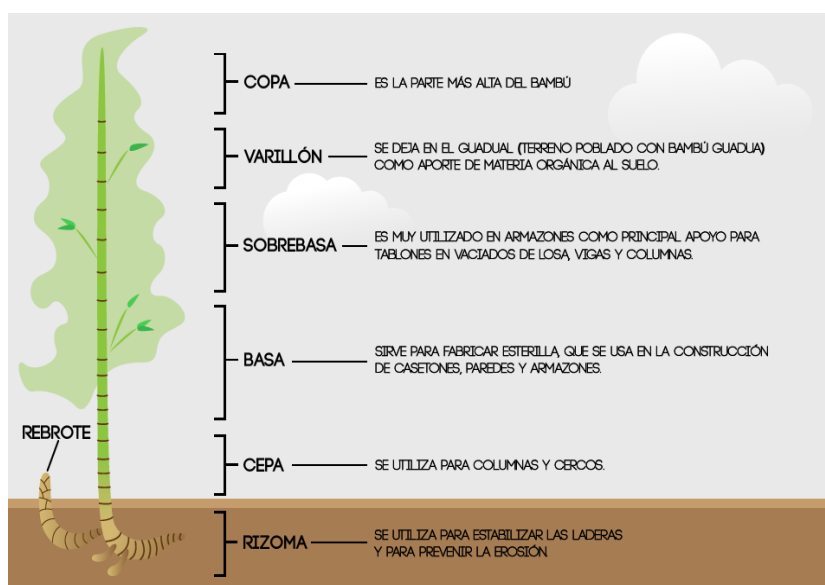 COPA
ES LA PARTE MÁS ALTA DEL BAMBÚ
VARILLÓN
SE DEJA EN EL GUADUAL (TERRENO POBLADO CON BAMBÚ GUADUA)
COMO APORTE DE MATERIA ORGÁNICA AL SUELO.
SOBREBASA
ES MUY UTILIZADO EN ARMAZONES COMO PRINCIPAL APOYO PARA
TABLONES EN VACIADOS DE LOSA, VIGAS Y COLUMNAS.
BASA
SIRVE PARA FABRICAR ESTERILLA, QUE SE USA EN LA CONSTRUCCIÓN
DE CASETONES, PAREDES Y ARMAZONES.
REBROTE
CEPA
SE UTILIZA PARA COLUMNAS Y CERCOS.
RIZOMA
SE UTILIZA PARA ESTABILIZAR LAS LADERAS
Y PARA PREVENIR LA EROSIÓN.